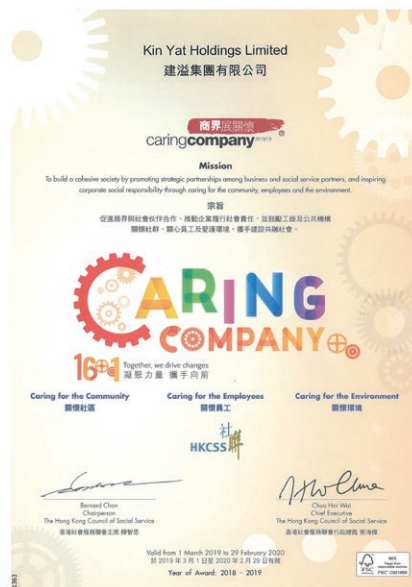 Kin Yat Holdings Limited
建溢集團有限公司
商界展關懷
caringcompany 2018/19 ®
Mission
To build a cohesive society by promoting strategic partnerships among business and social service partners, and inspiring
corporate social responsibility through caring for the community, employees and the environment.
宗旨
促進商界與社會伙伴合作，推動企業履行社會責任，並鼓勵工商及公共機構
關懷社群、關心員工及愛護環境，攜手建設共融社會。
CARING
COMPANY
16+1 Together, we drive changes
凝聚力量 攜手向前
Caring for the Community Caring for the Employees Caring for the Environment
關懷社區 關懷員工 關懷環境
社
HKCSS 聯
Bernard Chan Chua Hoi Wai
Chairperson Chief Executive
The Hong Kong Council of Social Service The Hong Kong Council of Social Service
香港社會服務聯會主席 陳智思 香港社會服務聯會行政總裁 蔡海偉
Valid from 1 March 2019 to 29 February 2020
於 2019 年 3 月 1 日至 2020 年 2 月 29 日有效
Year of Award: 2018 - 2019
1363
FSC
MIX